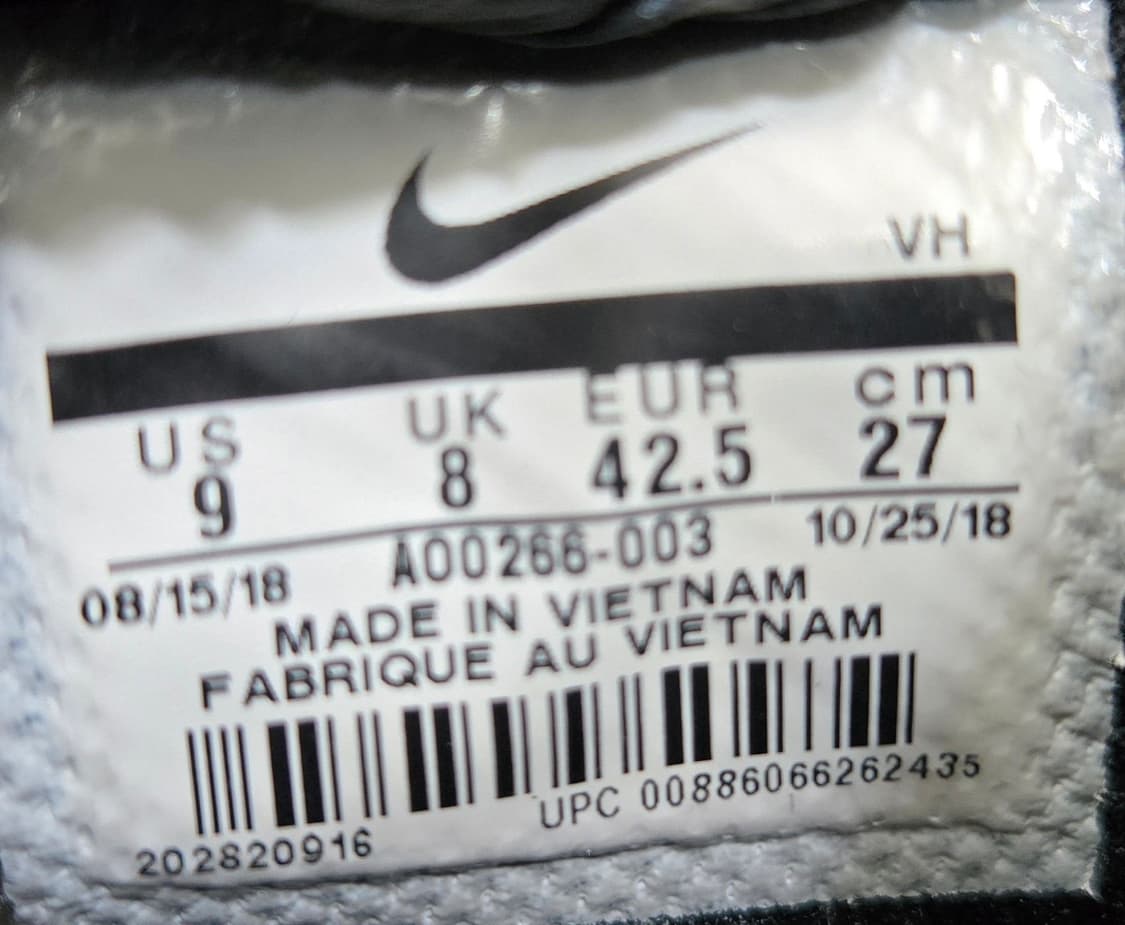 VH
US UK EUR cm
9 8 42.5 27
08/15/18 AO0266-003 10/25/18
MADE IN VIETNAM
FABRIQUE AU VIETNAM
UPC 00886066262435
202820916